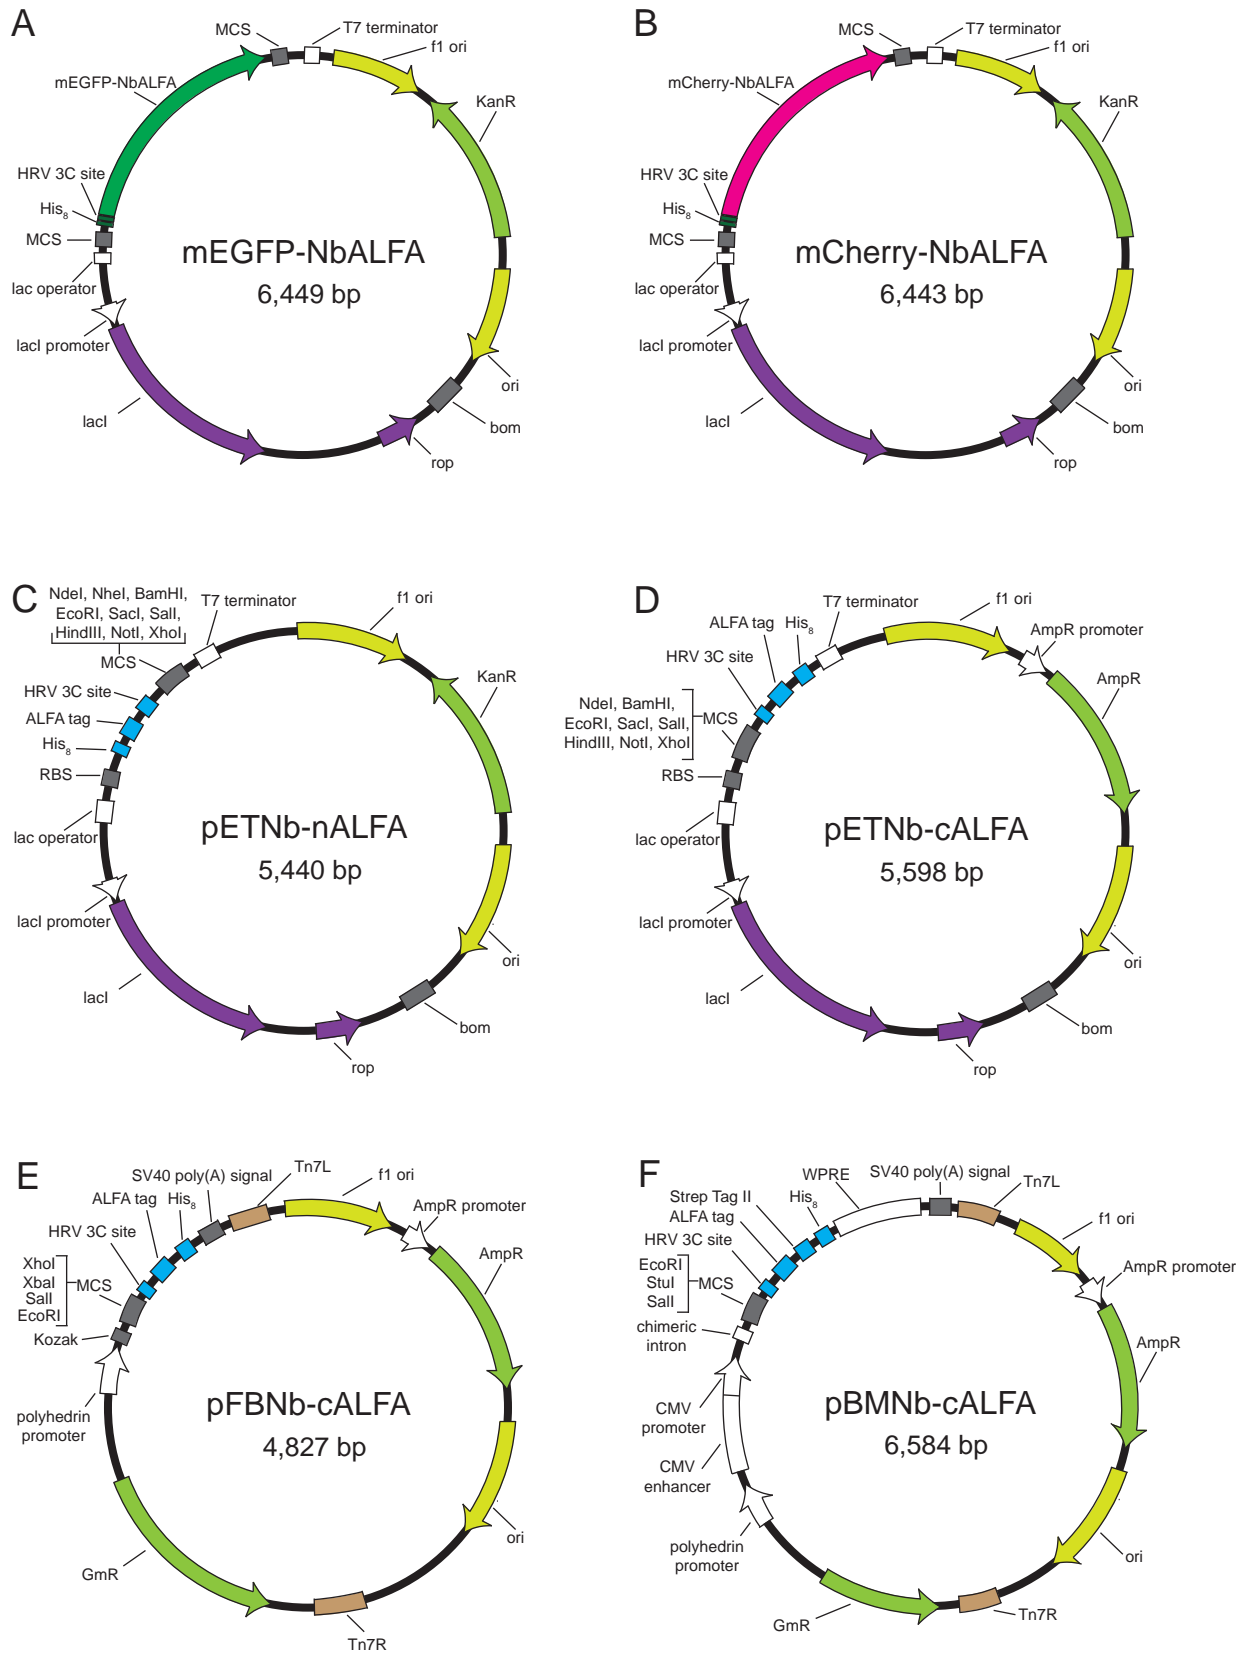 A
MCS
T7 terminator
f1 ori
mEGFP-NbALFA
KanR
HRV 3C site
His8
MCS
mEGFP-NbALFA
6,449 bp
lac operator
lacI promoter
ori
lacI
bom
rop
B
MCS
T7 terminator
f1 ori
mCherry-NbALFA
KanR
HRV 3C site
His8
MCS
mCherry-NbALFA
6,443 bp
lac operator
lacI promoter
ori
lacI
bom
rop
C
NdeI, NheI, BamHI,
EcoRI, SacI, SalI,
HindIII, NotI, XhoI
T7 terminator
f1 ori
MCS
KanR
HRV 3C site
ALFA tag
His8
RBS
lac operator
pETNb-nALFA
5,440 bp
lacI promoter
ori
lacI
bom
rop
D
T7 terminator
f1 ori
ALFA tag
His8
AmpR promoter
HRV 3C site
AmpR
NdeI, BamHI,
EcoRI, SacI, SalI,
HindIII, NotI, XhoI
MCS
RBS
lac operator
pETNb-cALFA
5,598 bp
lacI promoter
ori
lacI
bom
rop
E
SV40 poly(A) signal
Tn7L
f1 ori
ALFA tag
His8
AmpR promoter
HRV 3C site
AmpR
XhoI
XbaI
SalI
EcoRI
MCS
Kozak
pFBNb-cALFA
4,827 bp
polyhedrin
promoter
ori
GmR
Tn7R
F
WPRE
SV40 poly(A) signal
Tn7L
Strep Tag II
His8
ALFA tag
f1 ori
HRV 3C site
AmpR promoter
EcoRI
StuI
SalI
MCS
chimeric
intron
AmpR
pBMNb-cALFA
6,584 bp
CMV
promoter
CMV
enhancer
polyhedrin
promoter
ori
GmR
Tn7R